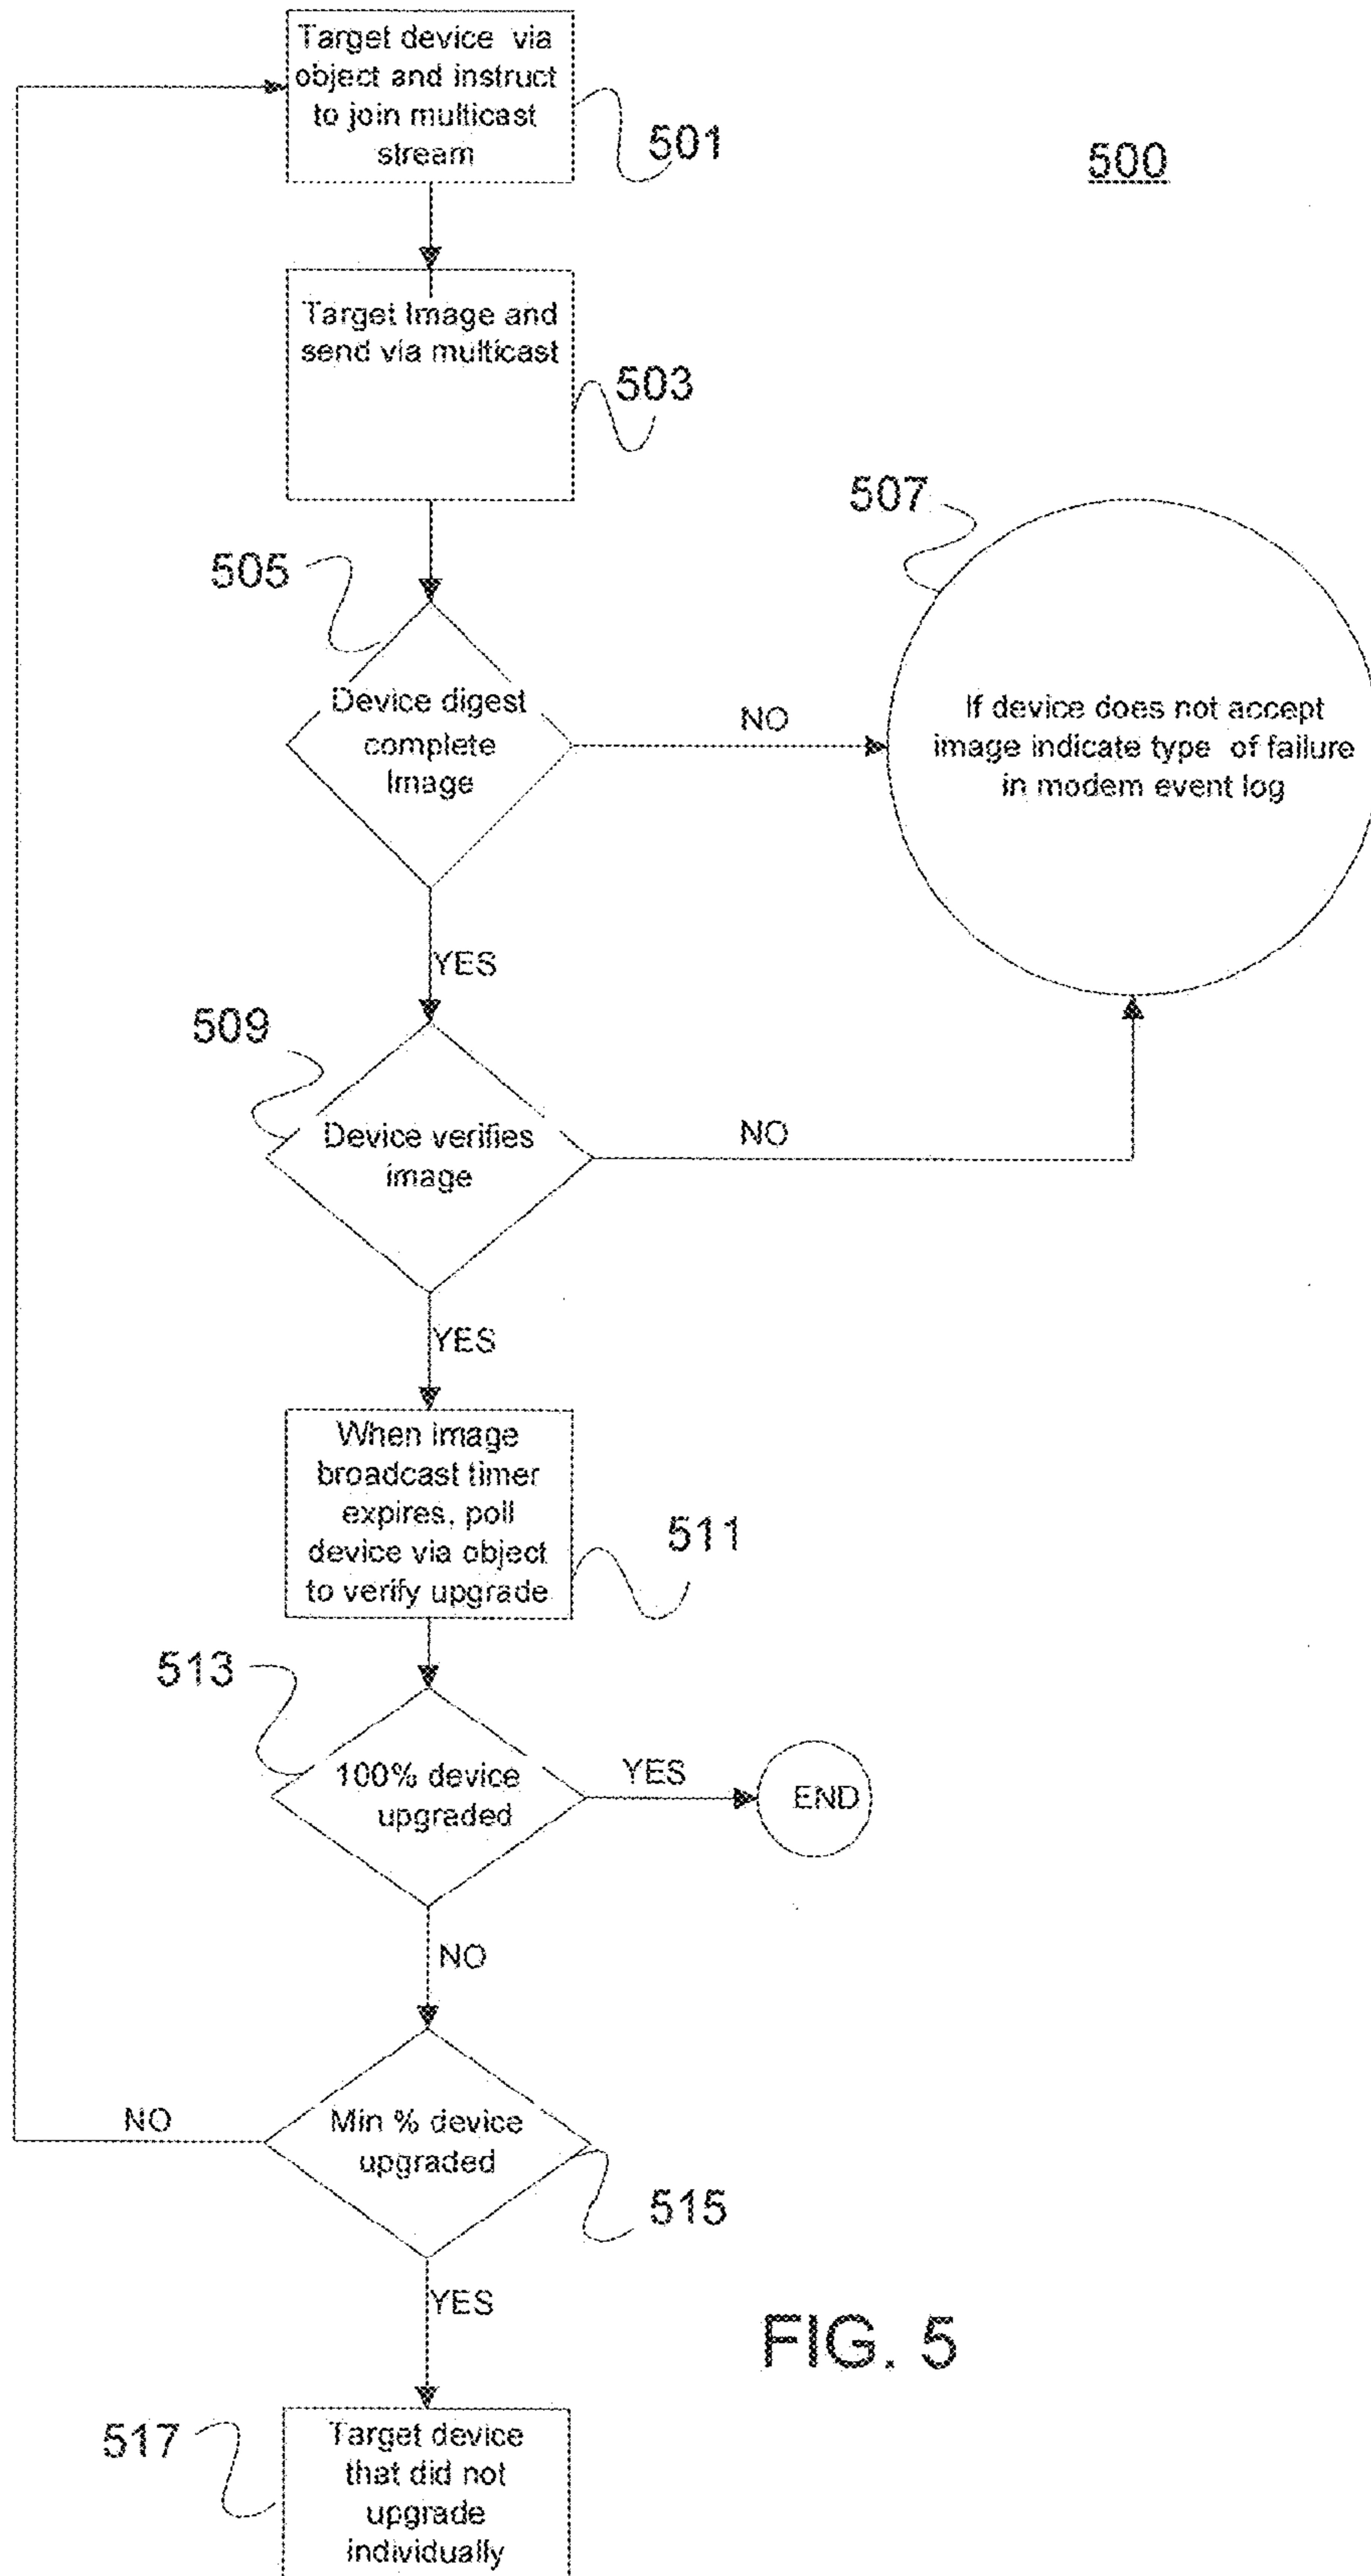 Target device via
object and instruct
to join multicast
stream
501
500
Target Image and
send via multicast
503
507
505
Device digest
complete
Image
NO
If device does not accept
image indicate type of failure
in modem event log
YES
509
Device verifies
image
NO
YES
When image
broadcast timer
expires, poll
device via object
to verify upgrade
511
513
100% device
upgraded
YES
END
NO
NO
Min % device
upgraded
515
YES
FIG. 5
517
Target device
that did not
upgrade
individually